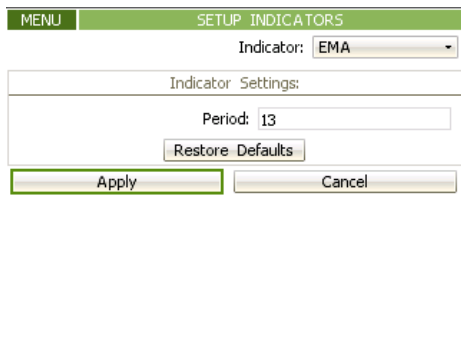 MENU SETUP INDICATORS
Indicator: EMA
Indicator Settings:
Period: 13
Restore Defaults
Apply Cancel